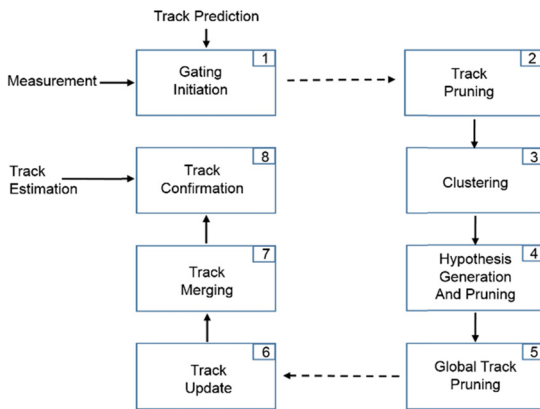 Track Prediction
Measurement
1
Gating
Initiation
2
Track
Pruning
3
Clustering
4
Hypothesis
Generation
And Pruning
5
Global Track
Pruning
6
Track
Update
7
Track
Merging
8
Track
Confirmation
Track
Estimation